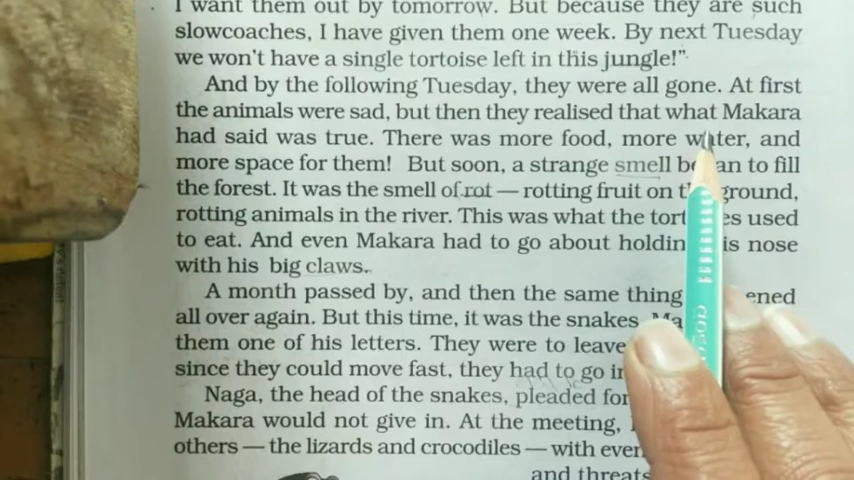 I want them out by tomorrow. But because they are such
slowcoaches, I have given them one week. By next Tuesday
we won't have a single tortoise left in this jungle!"
And by the following Tuesday, they were all gone. At first
the animals were sad, but then they realised that what Makara
had said was true. There was more food, more water, and
more space for them! But soon, a strange smell began to fill
the forest. It was the smell of rot — rotting fruit on ground,
rotting animals in the river. This was what the used
to eat. And even Makara had to go about nose
with his big claws.
A month passed by, and then the same thing
all over again. But this time, it was the snakes.
them one of his letters. They were to leave
since they could move fast, they had to go
Naga, the head of the snakes, pleaded
Makara would not give in. At the meeting,
others — the lizards and crocodiles — with
and threats